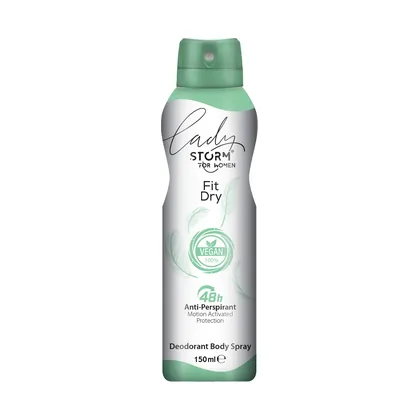 Lady
STORM®
FOR WOMEN
Fit
Dry
VEGAN
100%
48h
Anti-Perspirant
Motion Activated
Protection
Deodorant Body Spray
150ml ℮